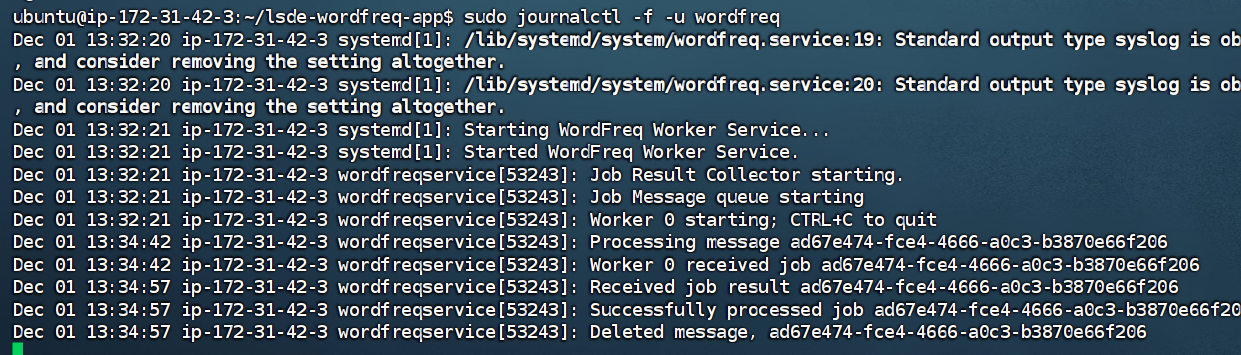 ubuntu@ip-172-31-42-3:~/lsde-wordfreq-app$ sudo journalctl -f -u wordfreq
Dec 01 13:32:20 ip-172-31-42-3 systemd[1]: /lib/systemd/system/wordfreq.service:19: Standard output type syslog is ob
, and consider removing the setting altogether.
Dec 01 13:32:20 ip-172-31-42-3 systemd[1]: /lib/systemd/system/wordfreq.service:20: Standard output type syslog is ob
, and consider removing the setting altogether.
Dec 01 13:32:21 ip-172-31-42-3 systemd[1]: Starting WordFreq Worker Service...
Dec 01 13:32:21 ip-172-31-42-3 systemd[1]: Started WordFreq Worker Service.
Dec 01 13:32:21 ip-172-31-42-3 wordfreqservice[53243]: Job Result Collector starting.
Dec 01 13:32:21 ip-172-31-42-3 wordfreqservice[53243]: Job Message queue starting
Dec 01 13:32:21 ip-172-31-42-3 wordfreqservice[53243]: Worker 0 starting; CTRL+C to quit
Dec 01 13:34:42 ip-172-31-42-3 wordfreqservice[53243]: Processing message ad67e474-fce4-4666-a0c3-b3870e66f206
Dec 01 13:34:42 ip-172-31-42-3 wordfreqservice[53243]: Worker 0 received job ad67e474-fce4-4666-a0c3-b3870e66f206
Dec 01 13:34:57 ip-172-31-42-3 wordfreqservice[53243]: Received job result ad67e474-fce4-4666-a0c3-b3870e66f206
Dec 01 13:34:57 ip-172-31-42-3 wordfreqservice[53243]: Successfully processed job ad67e474-fce4-4666-a0c3-b3870e66f20
Dec 01 13:34:57 ip-172-31-42-3 wordfreqservice[53243]: Deleted message, ad67e474-fce4-4666-a0c3-b3870e66f206